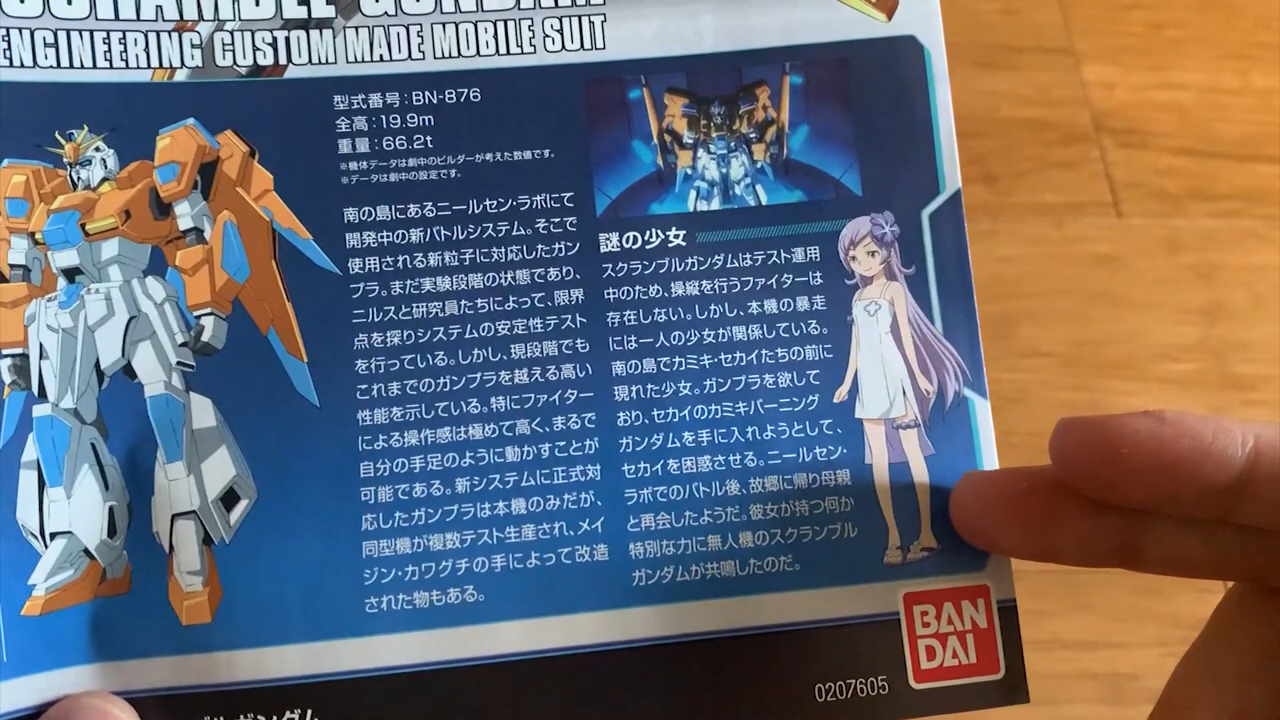 SCRAMBLE GUNDAM
ENGINEERING CUSTOM MADE MOBILE SUIT
型式番号:BN-876
全高:19.9m
重量:66.2t
※機体データは劇中のビルダーが考えた数値です。
※データは劇中の設定です。
南の島にあるニールセン・ラボにて
開発中の新バトルシステム。そこで
使用される新粒子に対応したガン
プラ。まだ実験段階の状態であり、
ニルスと研究員たちによって、限界
点を探りシステムの安定性テスト
を行っている。しかし、現段階でも
これまでのガンプラを越える高い
性能を示している。特にファイター
による操作感は極めて高く、まるで
自分の手足のように動かすことが
可能である。新システムに正式対
応したガンプラは本機のみだが、
同型機が複数テスト生産され、メイ
ジン・カワグチの手によって改造
された物もある。
謎の少女
スクランブルガンダムはテスト運用
中のため、操縦を行うファイターは
存在しない。しかし、本機の暴走
には一人の少女が関係している。
南の島でカミキ・セカイたちの前に
現れた少女。ガンプラを欲して
おり、セカイのカミキバーニング
ガンダムを手に入れようとして、
セカイを困惑させる。ニールセン・
ラボでのバトル後、故郷に帰り母親
と再会したようだ。彼女が持つ何か
特別な力に無人機のスクランブル
ガンダムが共鳴したのだ。
BAN
DAI
0207605
ルガンダム